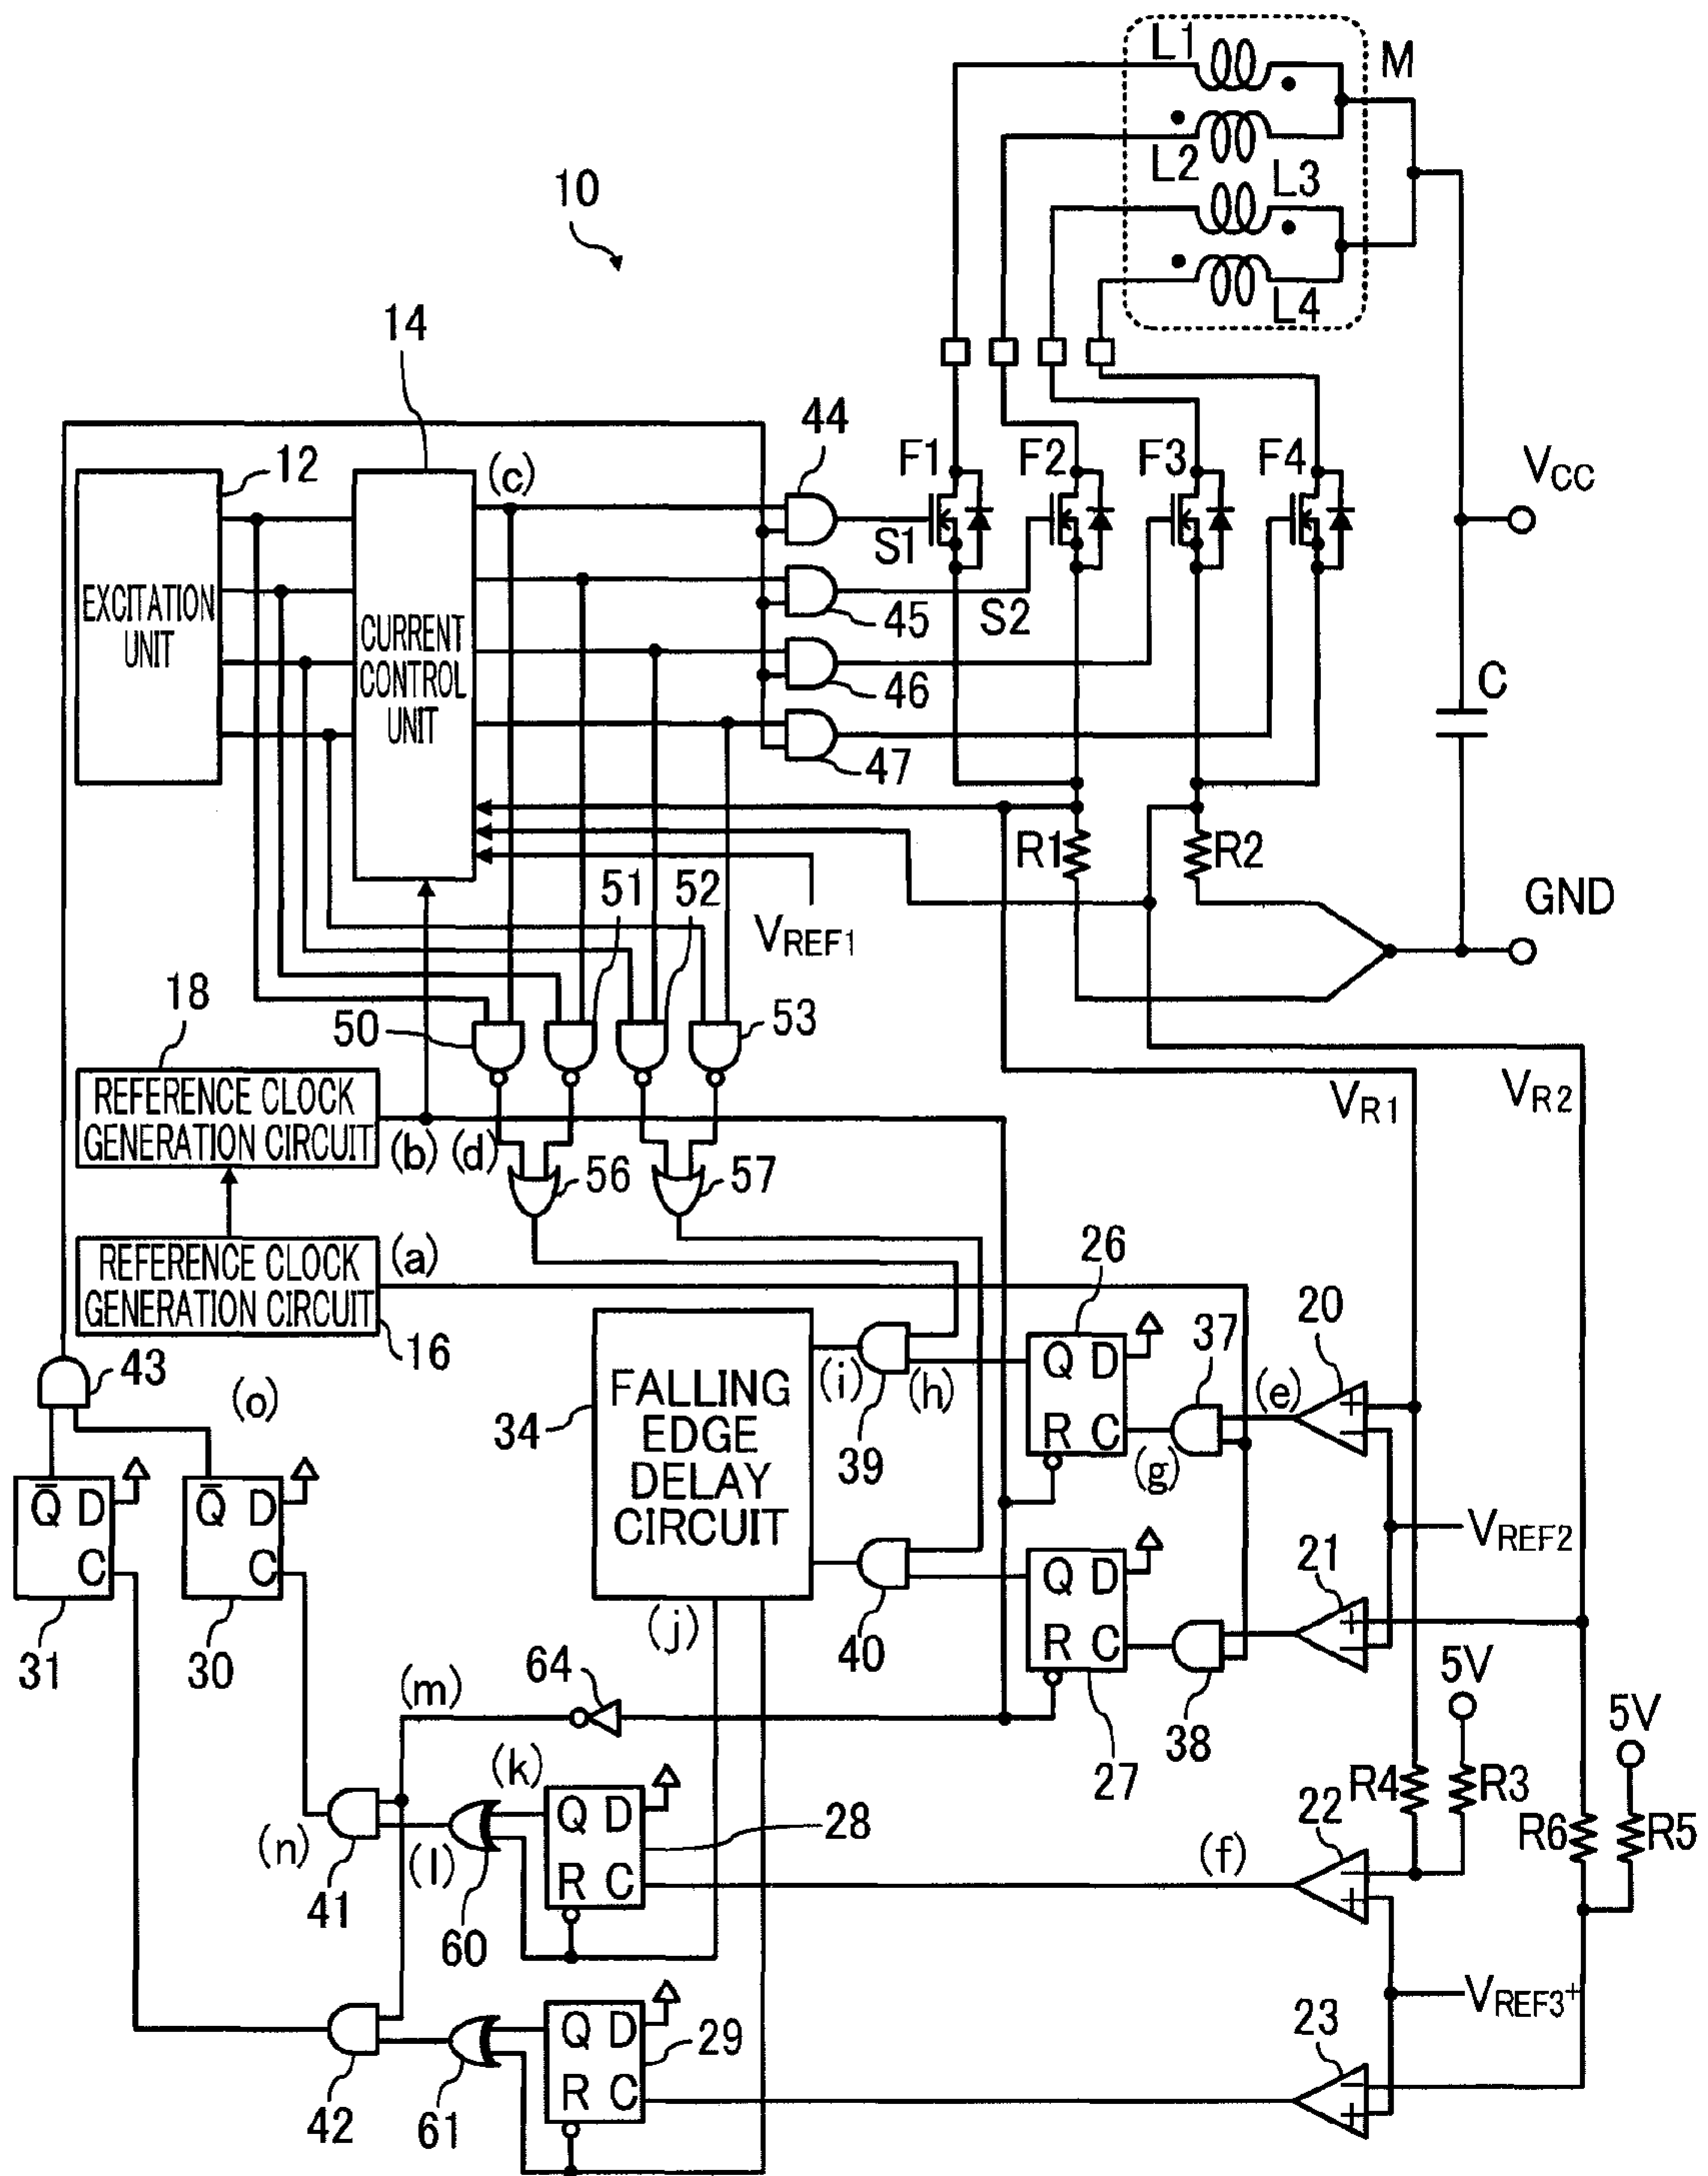 L1
M
L2
L3
L4
10
14
12
(c)
44
F1
F2
F3
F4
VCC
S1
EXCITATION
UNIT
CURRENT
CONTROL
UNIT
45
S2
46
47
C
R1
R2
51
52
VREF1
GND
18
50
53
REFERENCE CLOCK
GENERATION CIRCUIT
(b)
(d)
VR1
VR2
56
57
REFERENCE CLOCK
GENERATION CIRCUIT
(a)
16
26
37
20
43
(o)
34
FALLING
EDGE
DELAY
CIRCUIT
(i)
(h)
Q D
R C
(e)
39
(g)
Q̄ D
C
Q̄ D
C
VREF2
21
31
30
(j)
40
Q D
R C
38
27
5V
5V
64
(m)
(k)
R4
R3
Q D
R C
28
22
R6
R5
(n)
41
(l)
60
(f)
VREF3+
23
Q D
R C
29
42
61